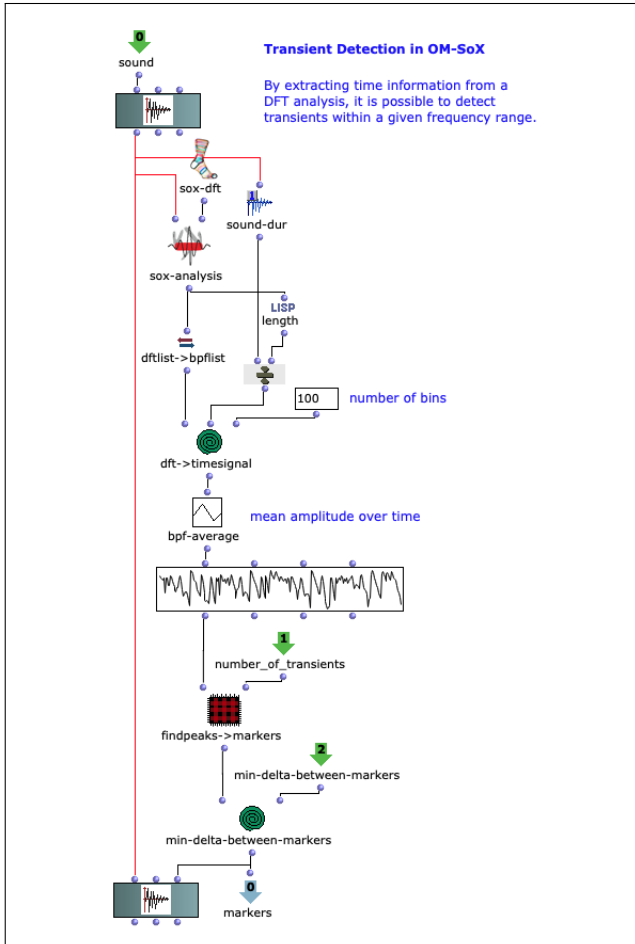 0
Transient Detection in OM-SoX
sound
By extracting time information from a
DFT analysis, it is possible to detect
transients within a given frequency range.
sox-dft
1
sound-dur
sox-analysis
LISP
length
dftlist->bpflist
100
number of bins
dft->timesignal
mean amplitude over time
bpf-average
1
number_of_transients
findpeaks->markers
2
min-delta-between-markers
min-delta-between-markers
0
markers